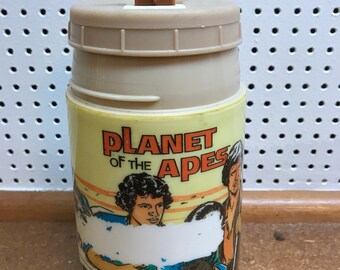 PLANET
OF THE APES